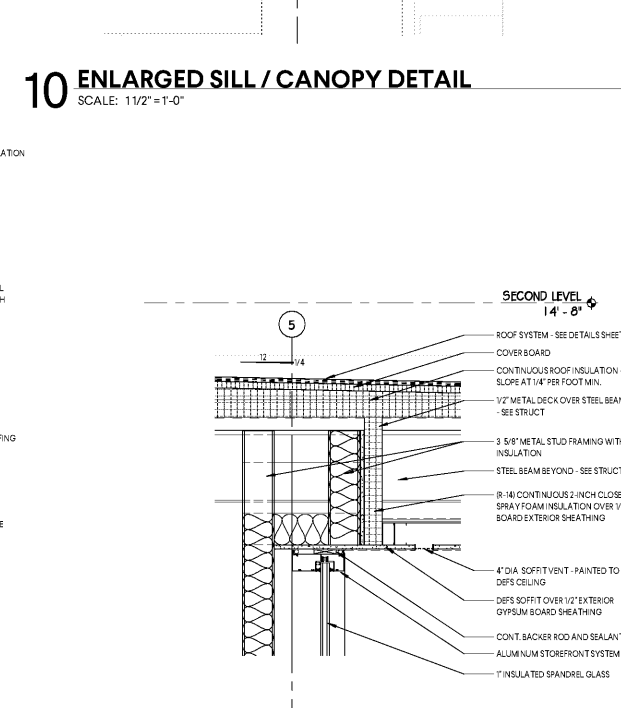 10 ENLARGED SILL / CANOPY DETAIL
SCALE: 1 1/2" = 1'-0"
SECOND LEVEL
14' - 8"
5
12
1/4
ROOF SYSTEM - SEE DETAILS SHEET
COVER BOARD
CONTINUOUS ROOF INSULATION -
SLOPE AT 1/4" PER FOOT MIN.
1/2" METAL DECK OVER STEEL BEAM
- SEE STRUCT
3 5/8" METAL STUD FRAMING WITH
INSULATION
STEEL BEAM BEYOND - SEE STRUCT
(R-14) CONTINUOUS 2-INCH CLOSE
SPRAY FOAM INSULATION OVER 1/
BOARD EXTERIOR SHEATHING
4" DIA. SOFFIT VENT - PAINTED TO
DEFS CEILING
DEFS SOFFIT OVER 1/2" EXTERIOR
GYPSUM BOARD SHEATHING
CONT. BACKER ROD AND SEALANT
ALUMINUM STOREFRONT SYSTEM
1" INSULATED SPANDREL GLASS